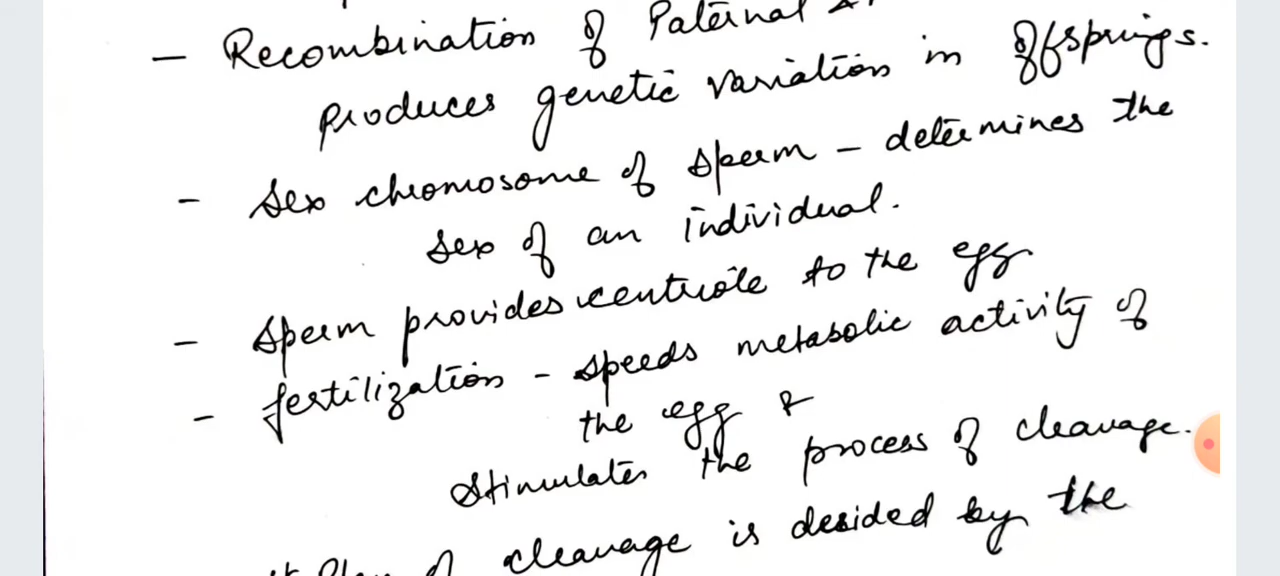 – Recombination of Paternal
produces genetic variation in offsprings.
- Sex chromosome of sperm – determines the
sex of an individual.
- Sperm provides centriole to the egg
- fertilization - speeds metabolic activity of
the egg &
stimulates the process of cleavage.
Plan of cleavage is desided by the